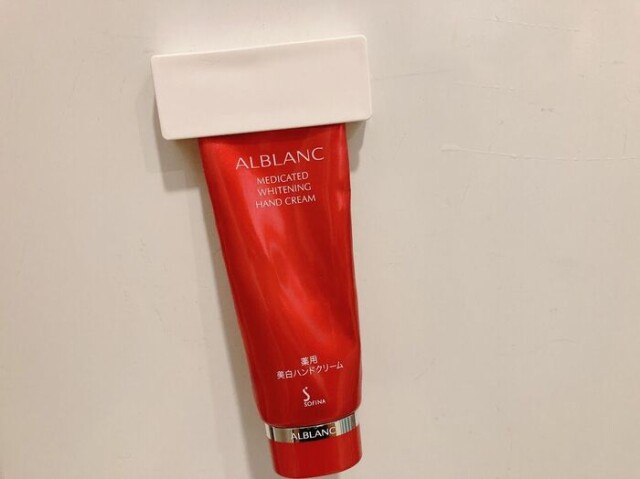 ALBLANC
MEDICATED
WHITENING
HAND CREAM
薬用
美白ハンドクリーム
SOFINA
ALBLANC